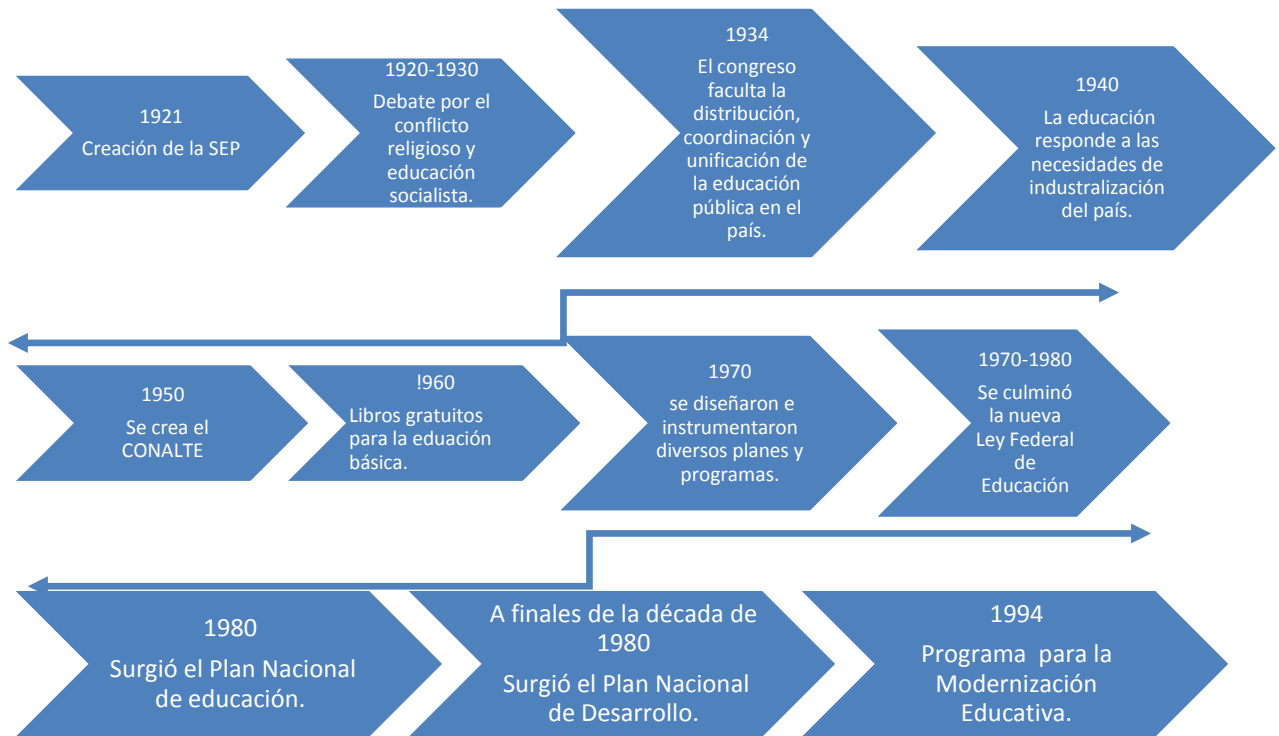 1921
Creación de la SEP
1920-1930
Debate por el
conflicto
religioso y
educación
socialista.
1934
El congreso
faculta la
distribución,
coordinación y
unificación de
la educación
pública en el
país.
1940
La educación
responde a las
necesidades de
industralización
del país.
1950
Se crea el
CONALTE
!960
Libros gratuitos
para la eduación
básica.
1970
se diseñaron e
instrumentaron
diversos planes y
programas.
1970-1980
Se culminó
la nueva
Ley Federal
de
Educación
1980
Surgió el Plan Nacional
de educación.
A finales de la década de
1980
Surgió el Plan Nacional
de Desarrollo.
1994
Programa para la
Modernización
Educativa.